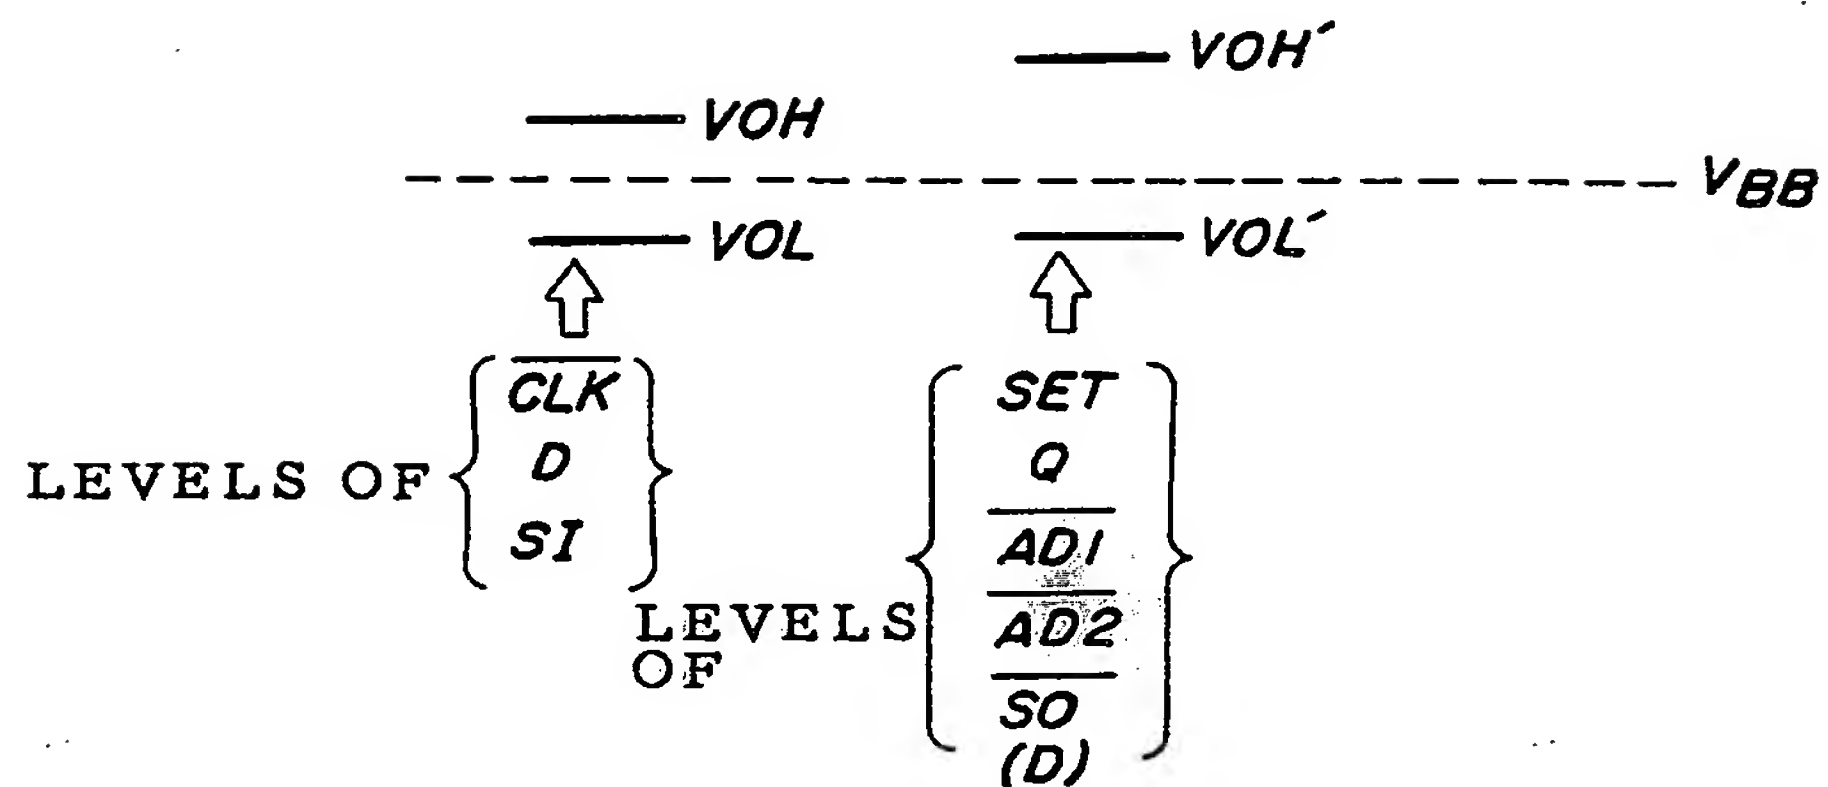 VOH´
VOH
VBB
VOL
VOL´
LEVELS OF
CLK
D
SI
LEVELS
OF
SET
Q
AD1
AD2
SO
(D)